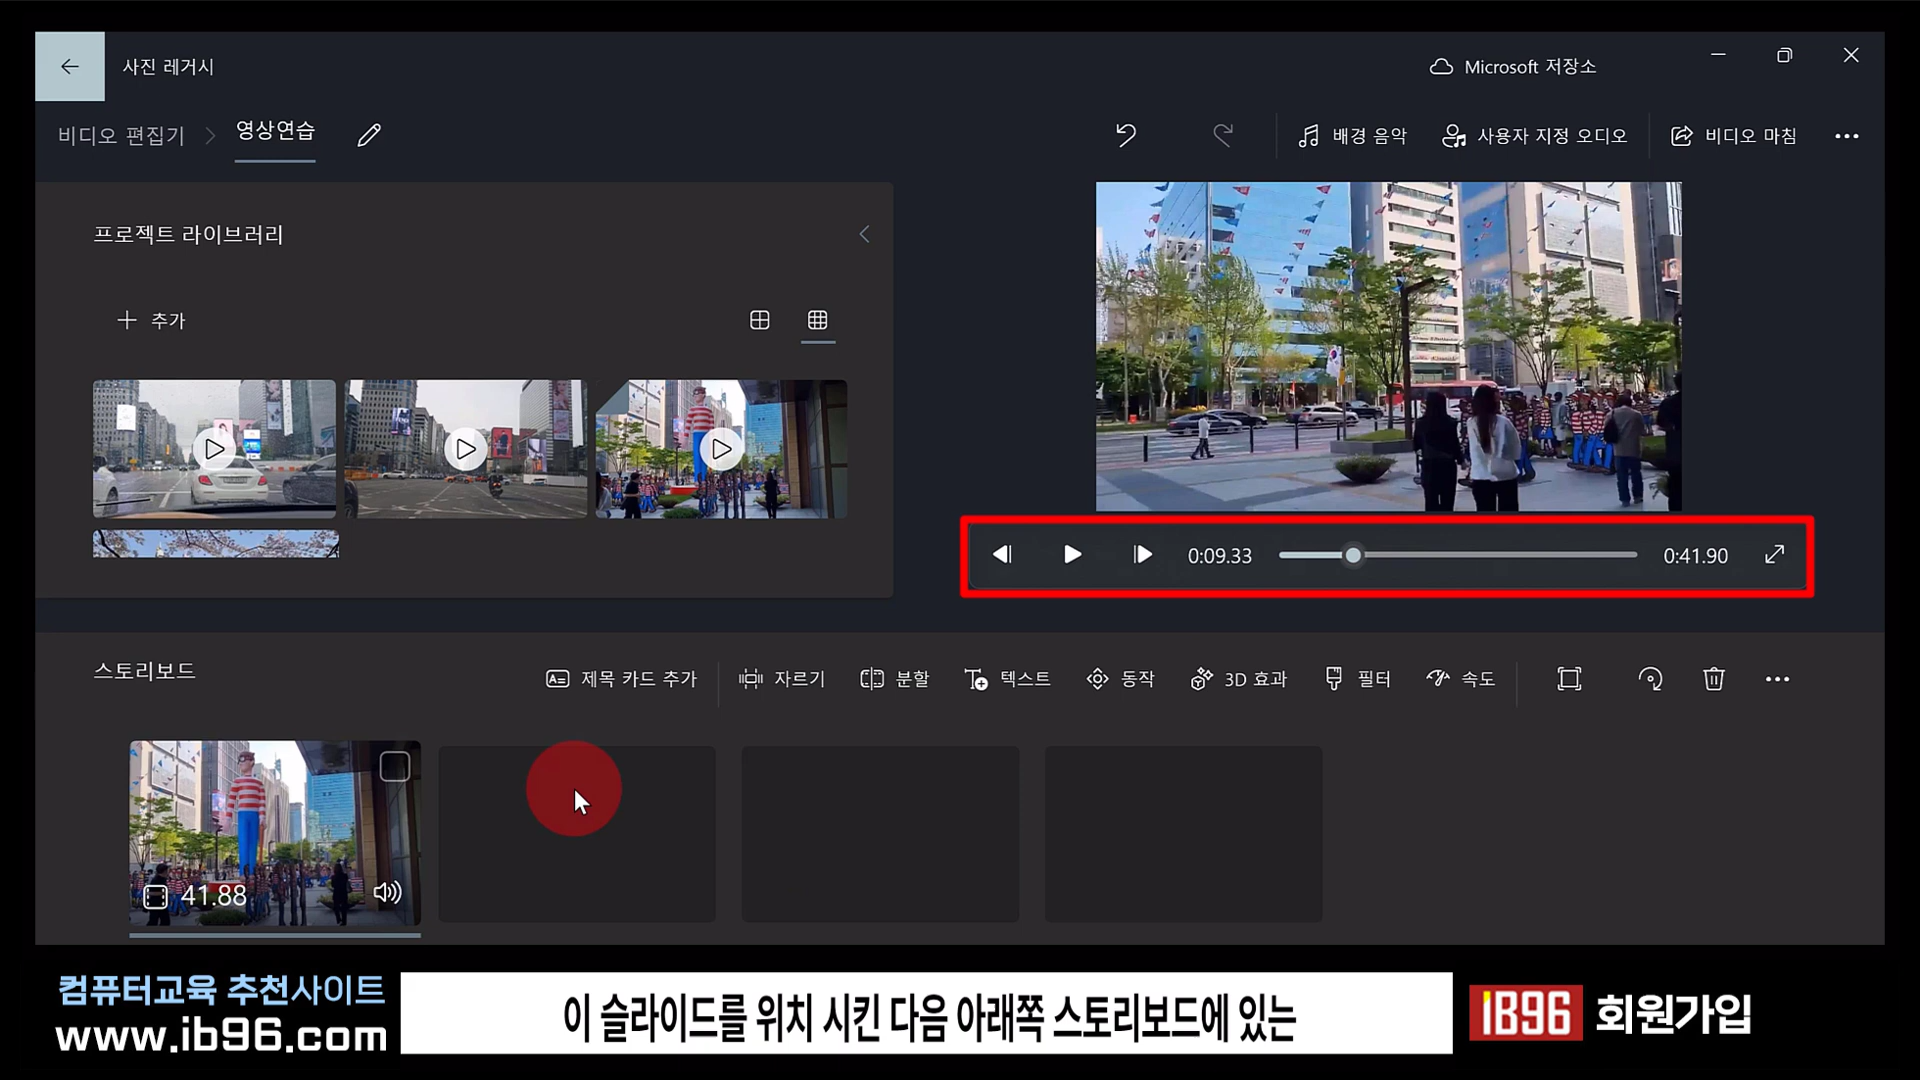 사진 레거시
Microsoft 저장소
비디오 편집기
영상연습
배경 음악
사용자 지정 오디오
비디오 마침
프로젝트 라이브러리
추가
0:09.33
0:41.90
스토리보드
제목 카드 추가
자르기
분할
텍스트
동작
3D 효과
필터
속도
41.88
컴퓨터교육 추천사이트
www.ib96.com
이 슬라이드를 위치 시킨 다음 아래쪽 스토리보드에 있는
IB96 회원가입